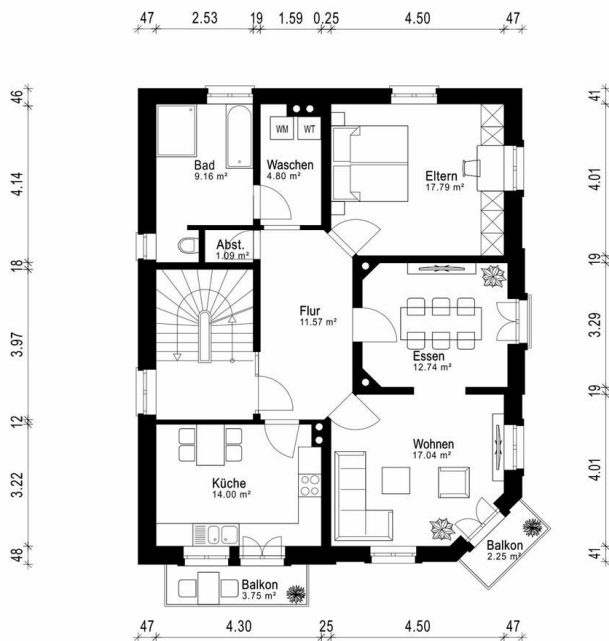 47 2.53 19 1.59 0.25 4.50 47
46
4.14
18
3.97
12
3.22
48
41
4.01
19
3.29
19
4.01
41
WM WT
Bad
9.16 m²
Waschen
4.80 m²
Eltern
17.79 m²
Abst.
1.09 m²
Flur
11.57 m²
Essen
12.74 m²
Wohnen
17.04 m²
Küche
14.00 m²
Balkon
2.25 m²
Balkon
3.75 m²
47 4.30 25 4.50 47